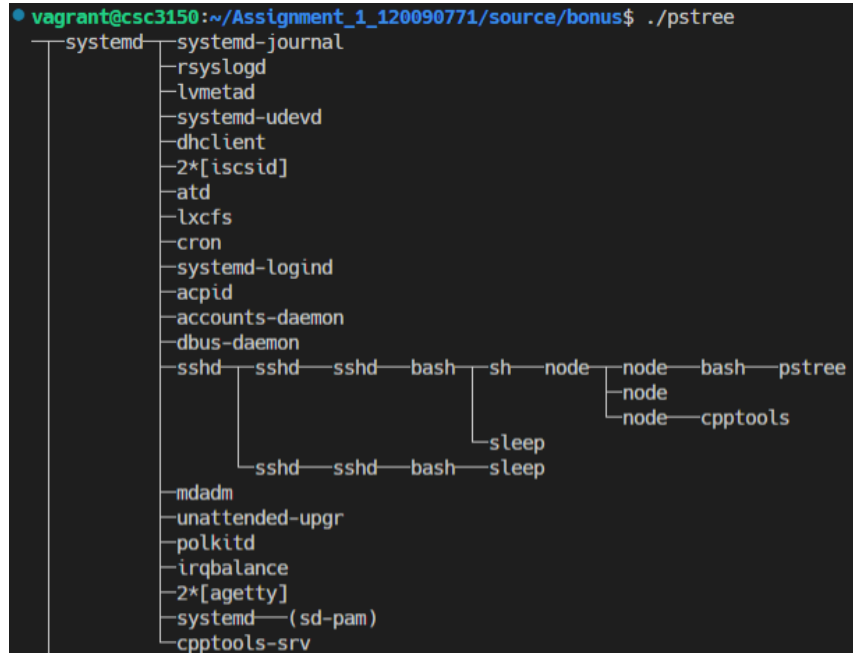 vagrant@csc3150:~/Assignment_1_120090771/source/bonus$ ./pstree
──systemd─┬─systemd-journal
├─rsyslogd
├─lvmetad
├─systemd-udevd
├─dhclient
├─2*[iscsid]
├─atd
├─lxcfs
├─cron
├─systemd-logind
├─acpid
├─accounts-daemon
├─dbus-daemon
├─sshd─┬─sshd──sshd──bash─┬─sh──node─┬─node──bash──pstree
├─node
└─node──cpptools
└─sleep
└─sshd──sshd──bash──sleep
├─mdadm
├─unattended-upgr
├─polkitd
├─irqbalance
├─2*[agetty]
├─systemd──(sd-pam)
└─cpptools-srv